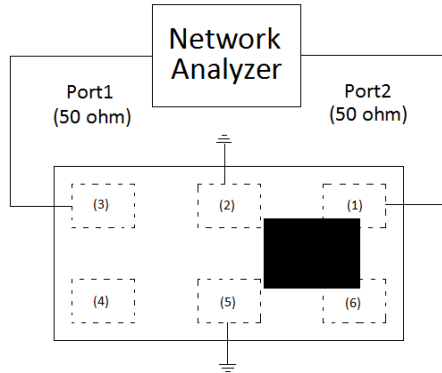 Network
Analyzer
Port1
(50 ohm)
Port2
(50 ohm)
(3)
(2)
(1)
(4)
(5)
(6)